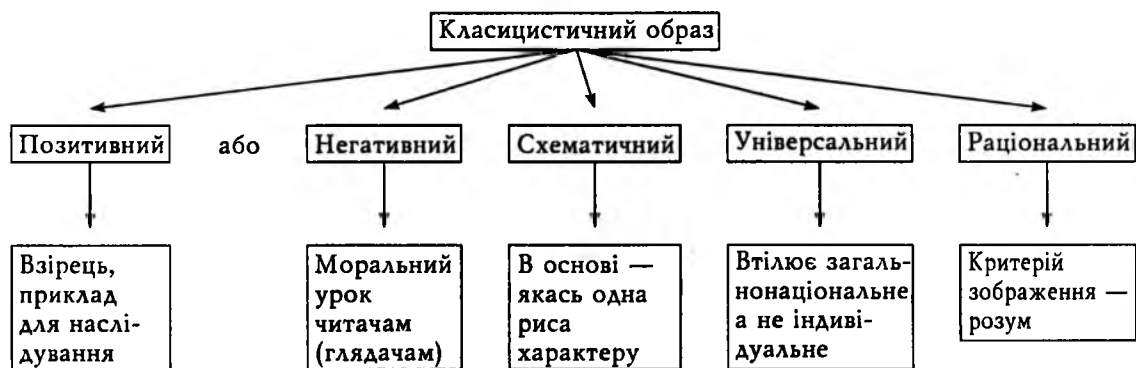 Класицистичний образ
Позитивний або Негативний Схематичний Універсальний Раціональний
Взірець,
приклад
для наслі-
дування
Моральний
урок
читачам
(глядачам)
В основі —
якась одна
риса
характеру
Втілює загаль-
нонаціональне
а не індиві-
дуальне
Критерій
зображення —
розум